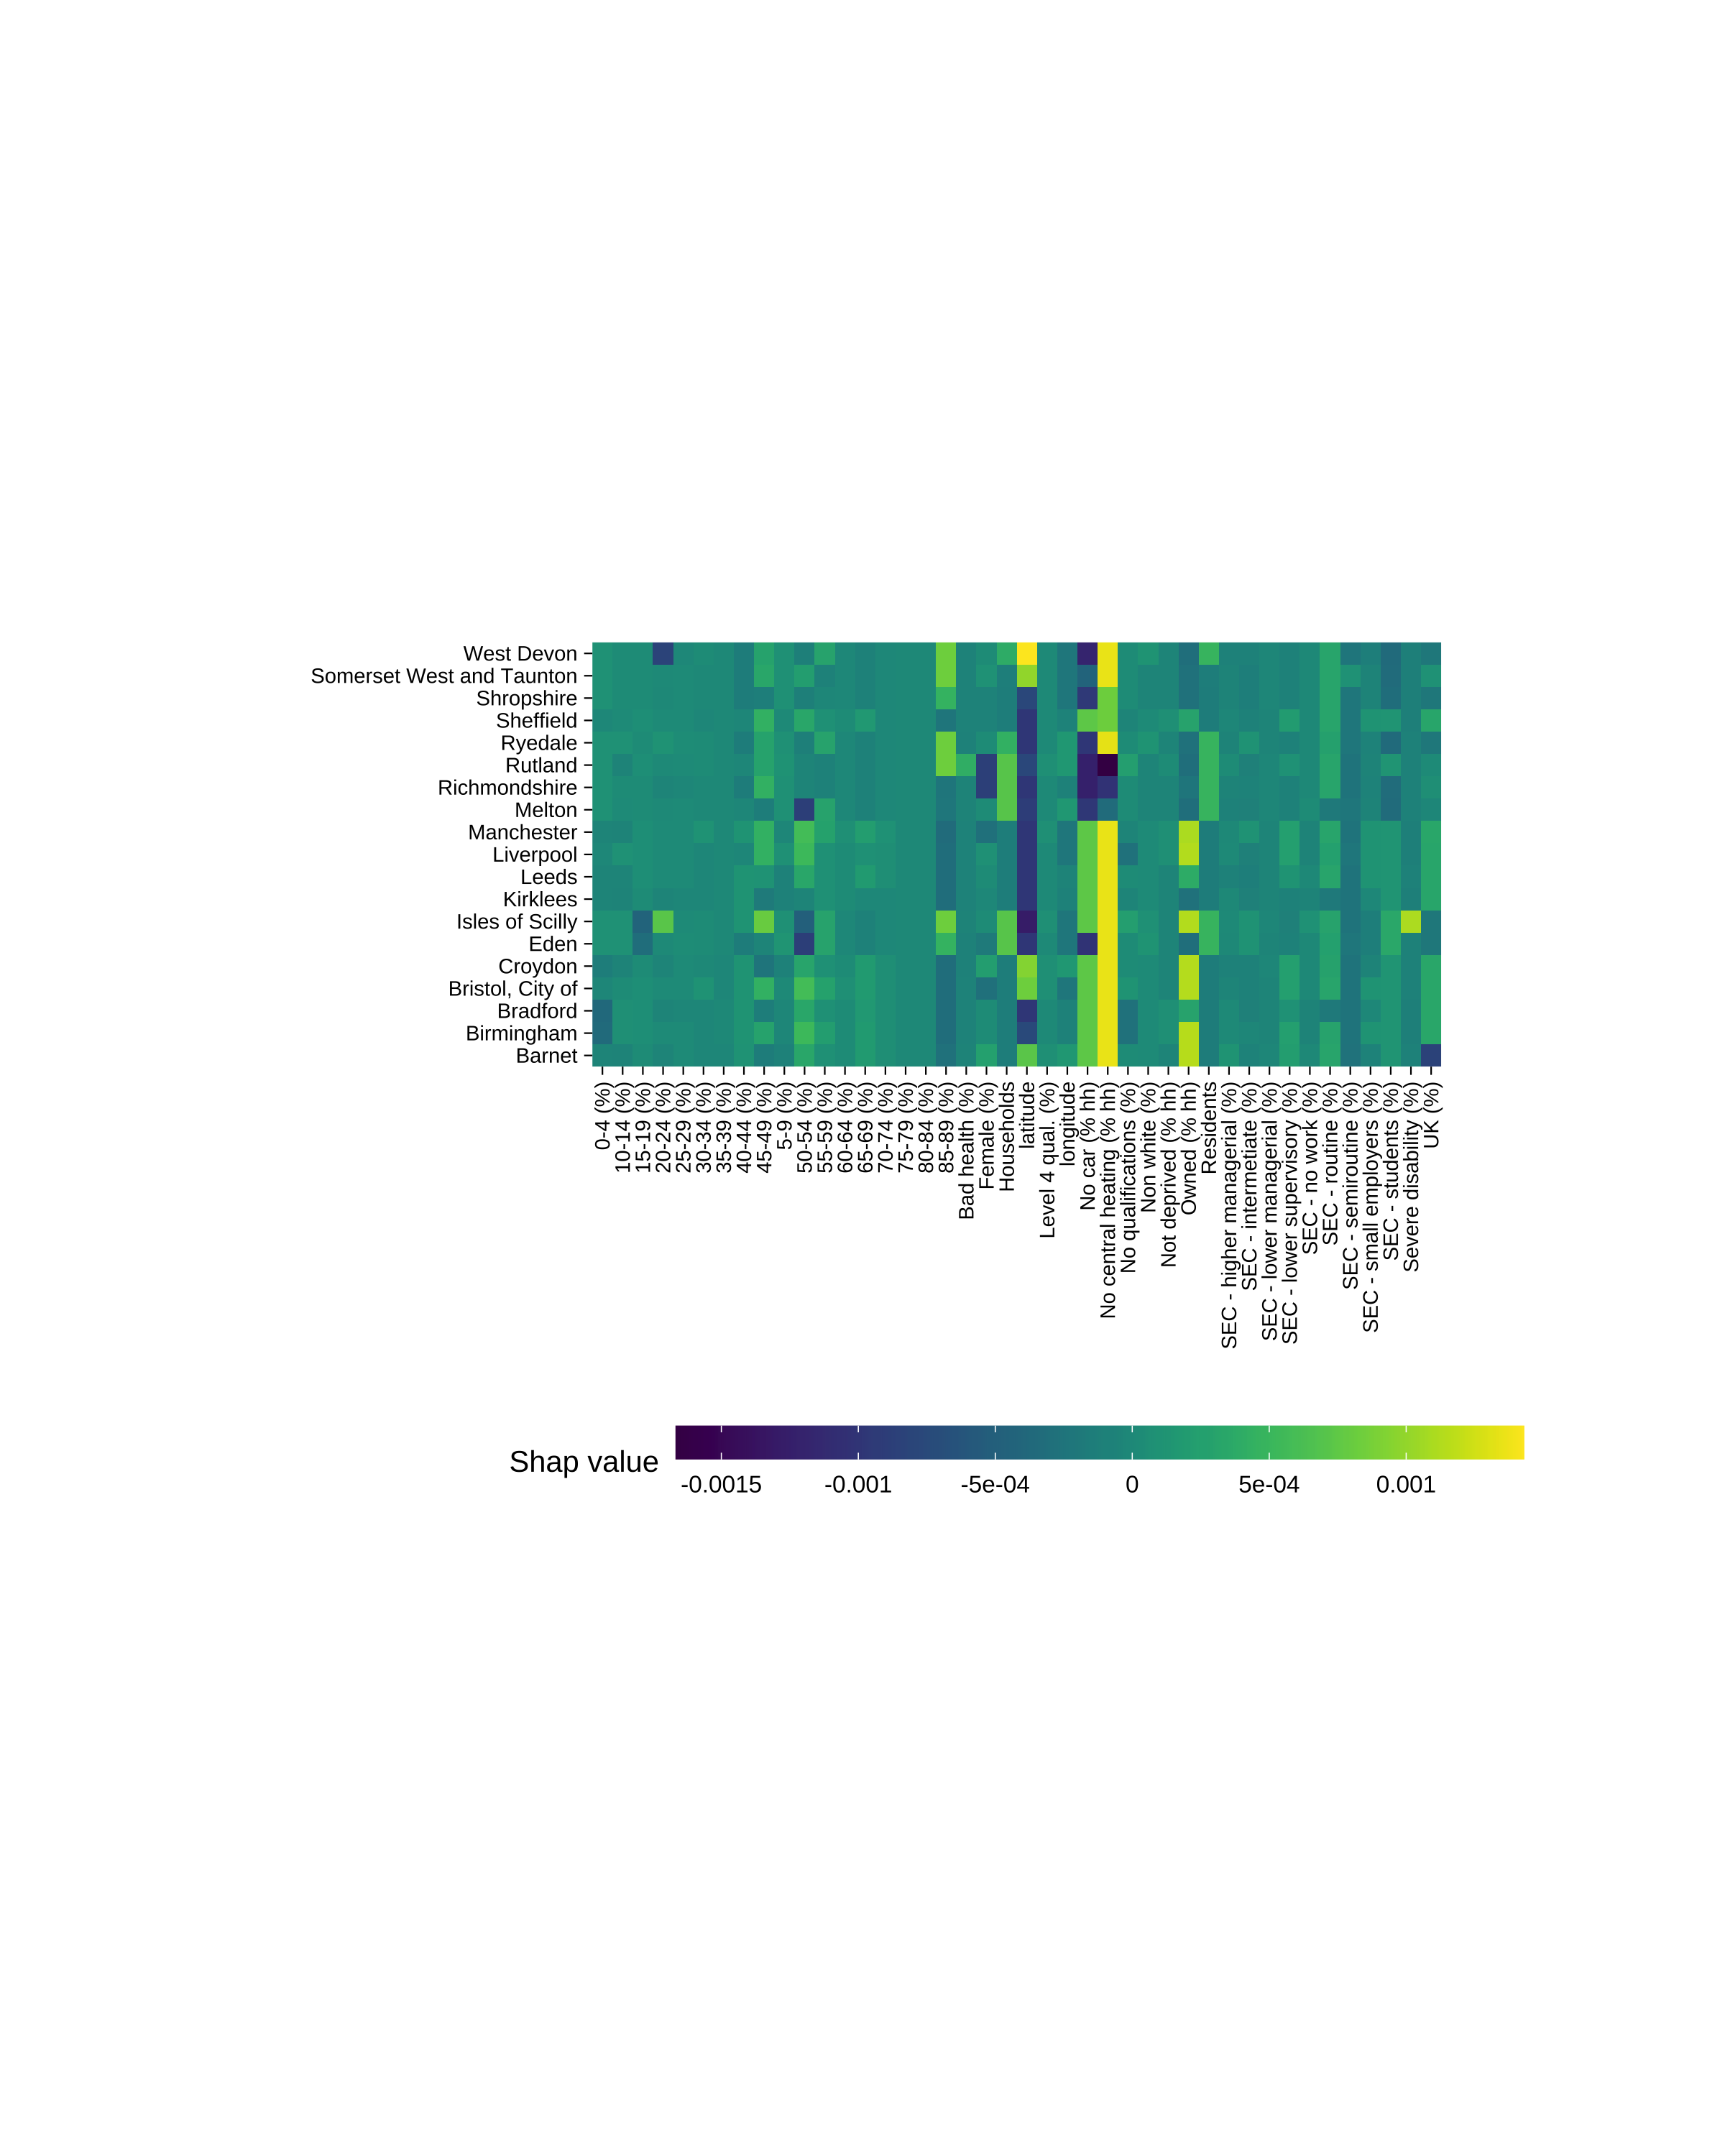 West Devon
Somerset West and Taunton
Shropshire
Sheffield
Ryedale
Rutland
Richmondshire
Melton
Manchester
Liverpool
Leeds
Kirklees
Isles of Scilly
Eden
Croydon
Bristol, City of
Bradford
Birmingham
Barnet
0-4 (%)
10-14 (%)
15-19 (%)
20-24 (%)
25-29 (%)
30-34 (%)
35-39 (%)
40-44 (%)
45-49 (%)
5-9 (%)
50-54 (%)
55-59 (%)
60-64 (%)
65-69 (%)
70-74 (%)
75-79 (%)
80-84 (%)
85-89 (%)
Bad health (%)
Female (%)
Households
latitude
Level 4 qual. (%)
longitude
No car (% hh)
No central heating (% hh)
No qualifications (%)
Non white (%)
Not deprived (% hh)
Owned (% hh)
Residents
SEC - higher managerial (%)
SEC - intermetiate (%)
SEC - lower managerial (%)
SEC - lower supervisory (%)
SEC - no work (%)
SEC - routine (%)
SEC - semiroutine (%)
SEC - small employers (%)
SEC - students (%)
Severe disability (%)
UK (%)
Shap value
-0.0015
-0.001
-5e-04
0
5e-04
0.001